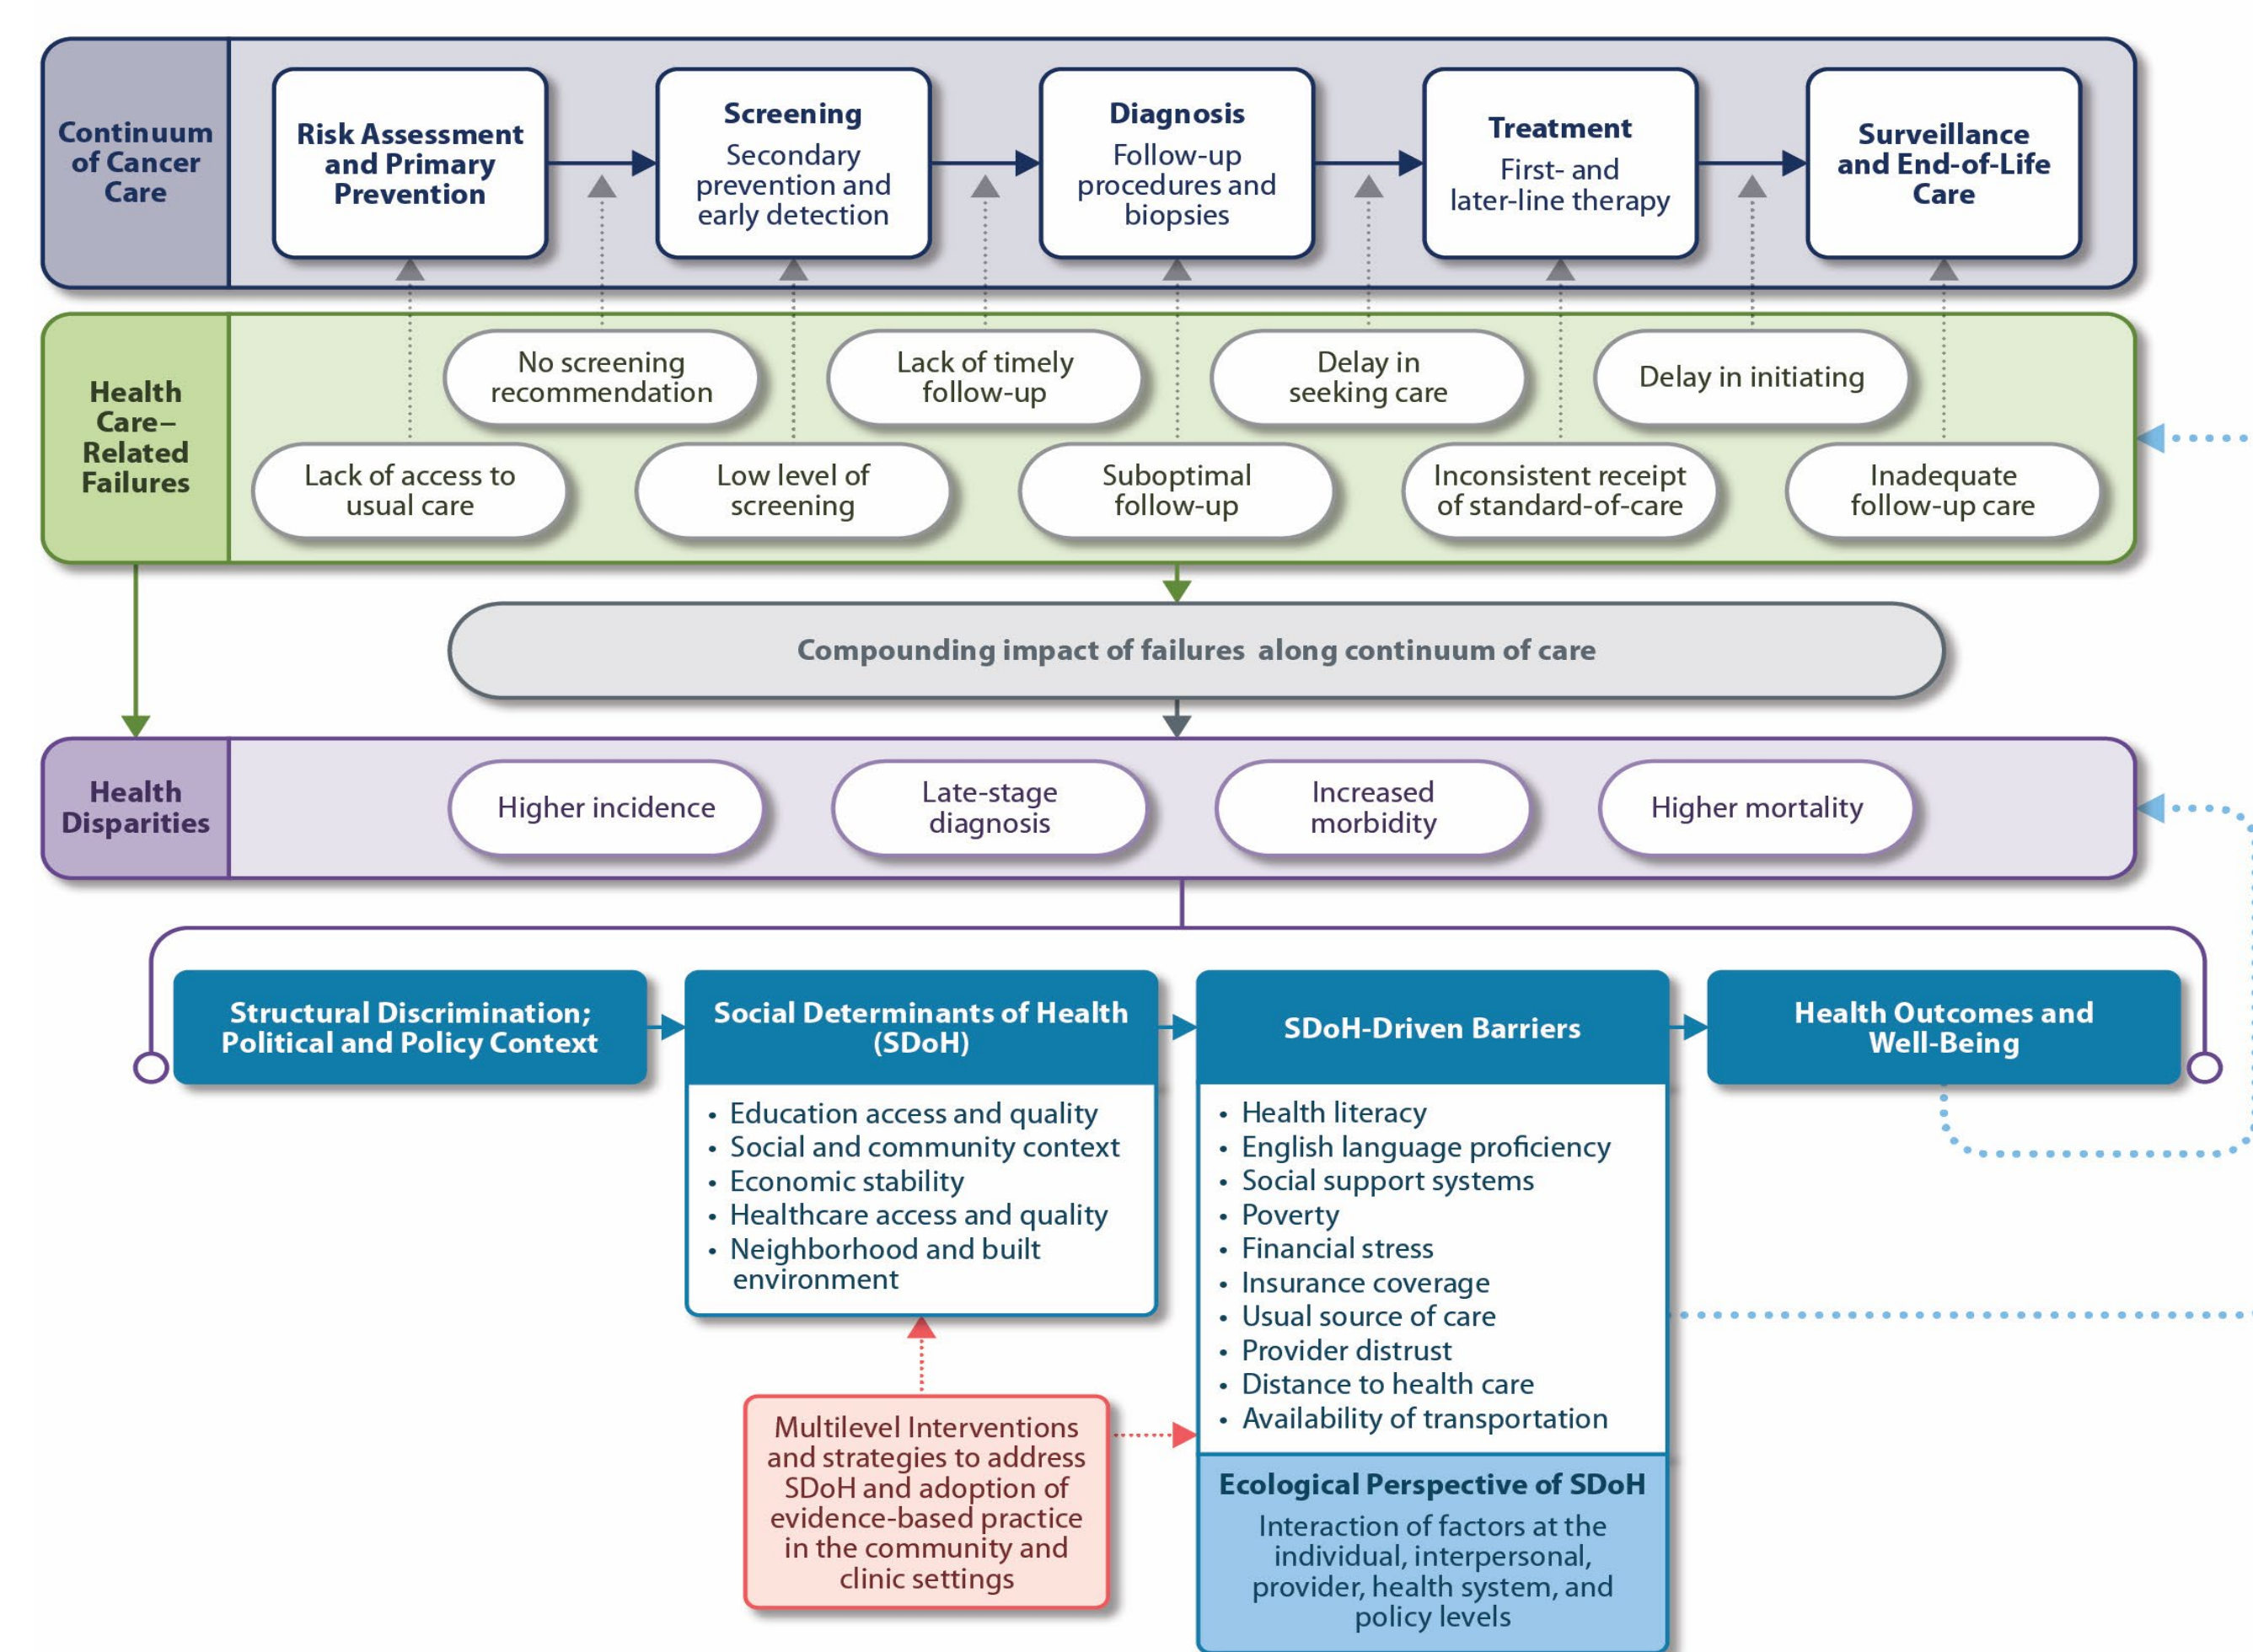 Continuum
of Cancer
Care
Risk Assessment
and Primary
Prevention
Screening
Secondary
prevention and
early detection
Diagnosis
Follow-up
procedures and
biopsies
Treatment
First- and
later-line therapy
Surveillance
and End-of-Life
Care
Health
Care–
Related
Failures
No screening
recommendation
Lack of timely
follow-up
Delay in
seeking care
Delay in initiating
Lack of access to
usual care
Low level of
screening
Suboptimal
follow-up
Inconsistent receipt
of standard-of-care
Inadequate
follow-up care
Compounding impact of failures along continuum of care
Health
Disparities
Higher incidence
Late-stage
diagnosis
Increased
morbidity
Higher mortality
Structural Discrimination;
Political and Policy Context
Social Determinants of Health
(SDoH)
• Education access and quality
• Social and community context
• Economic stability
• Healthcare access and quality
• Neighborhood and built
environment
SDoH-Driven Barriers
• Health literacy
• English language proficiency
• Social support systems
• Poverty
• Financial stress
• Insurance coverage
• Usual source of care
• Provider distrust
• Distance to health care
• Availability of transportation
Ecological Perspective of SDoH
Interaction of factors at the
individual, interpersonal,
provider, health system, and
policy levels
Health Outcomes and
Well-Being
Multilevel Interventions
and strategies to address
SDoH and adoption of
evidence-based practice
in the community and
clinic settings